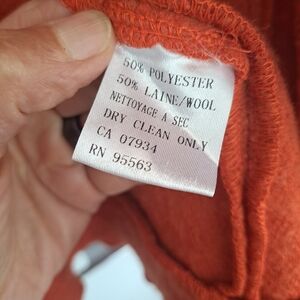 50% POLYESTER
50% LAINE/WOOL
NETTOYAGE A SEC
DRY CLEAN ONLY
CA 07934
RN 95563